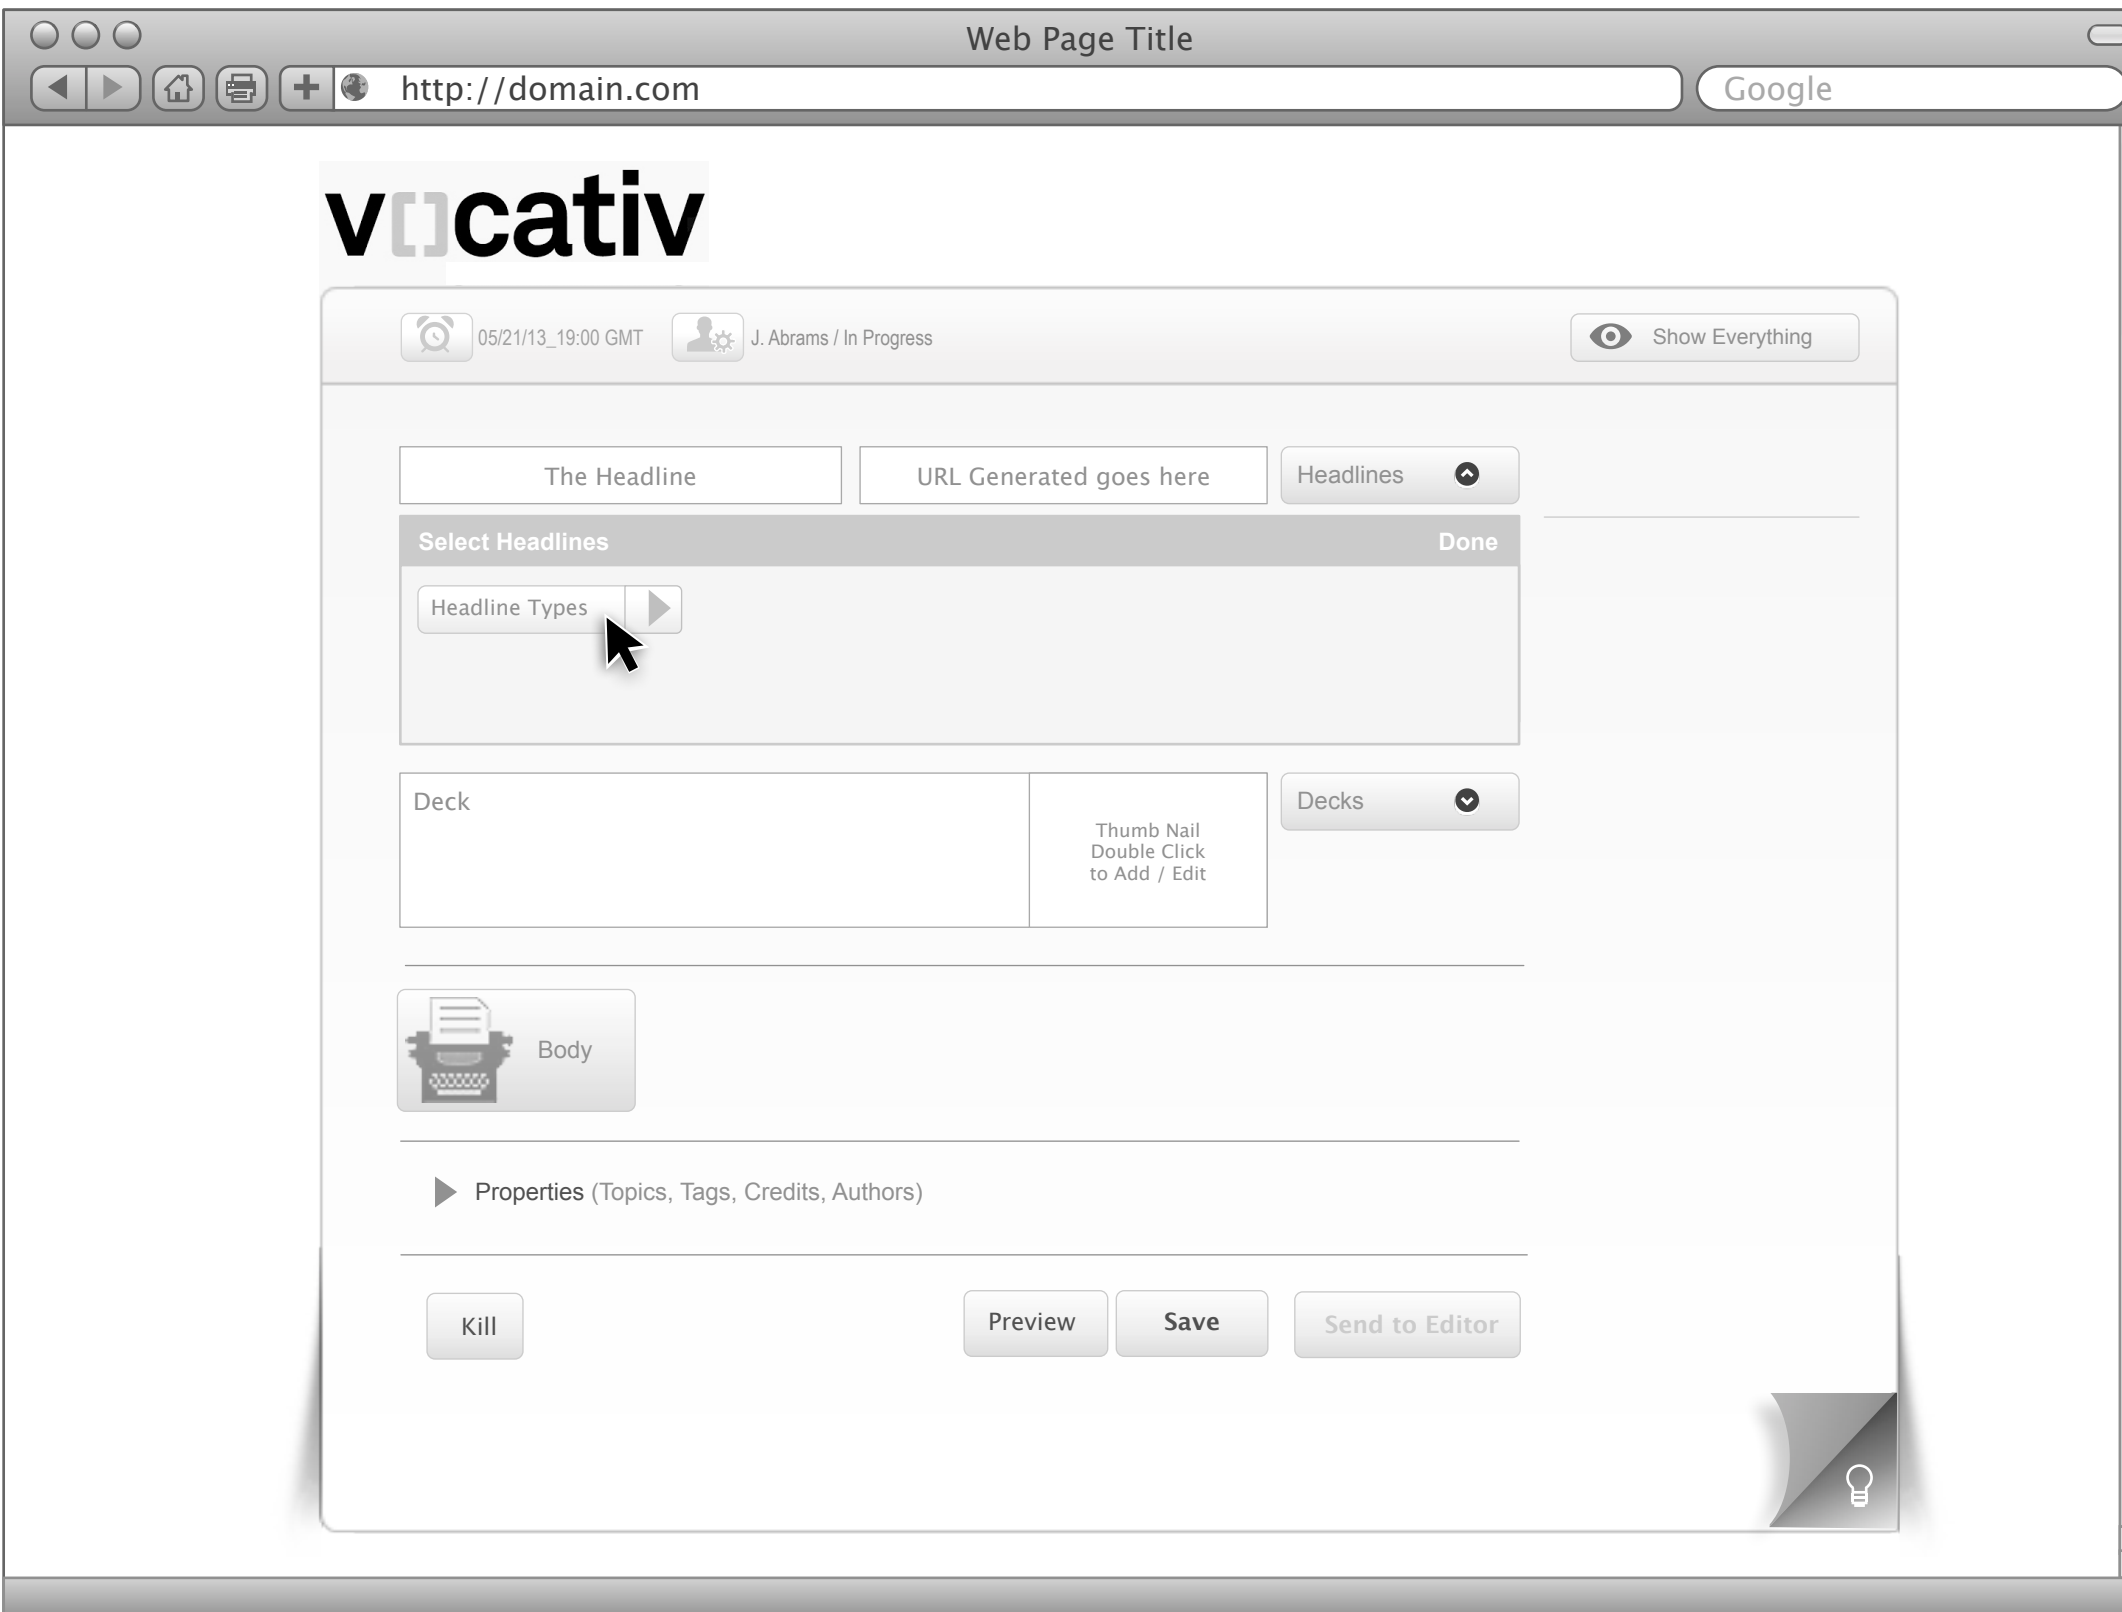 Web Page Title
http://domain.com
Google
v[]cativ
05/21/13_19:00 GMT
J. Abrams / In Progress
Show Everything
The Headline
URL Generated goes here
Headlines
Select Headlines
Done
Headline Types
Deck
Thumb Nail
Double Click
to Add / Edit
Decks
Body
Properties (Topics, Tags, Credits, Authors)
Kill
Preview
Save
Send to Editor